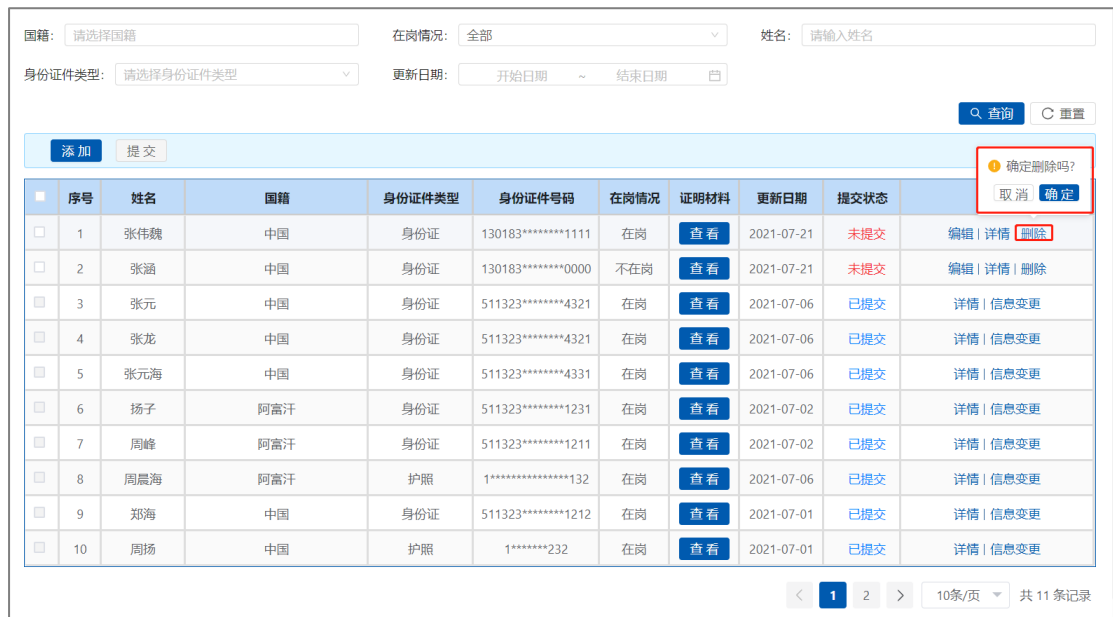 国籍: 请选择国籍 在岗情况: 全部 姓名: 请输入姓名
身份证件类型: 请选择身份证件类型 更新日期: 开始日期 ~ 结束日期
查询 重置
添加 提交
确定删除吗?
取消 确定
序号 姓名 国籍 身份证件类型 身份证件号码 在岗情况 证明材料 更新日期 提交状态
1 张伟魏 中国 身份证 130183********1111 在岗 查看 2021-07-21 未提交 编辑 | 详情 | 删除
2 张涵 中国 身份证 130183********0000 不在岗 查看 2021-07-21 未提交 编辑 | 详情 | 删除
3 张元 中国 身份证 511323********4321 在岗 查看 2021-07-06 已提交 详情 | 信息变更
4 张龙 中国 身份证 511323********4321 在岗 查看 2021-07-06 已提交 详情 | 信息变更
5 张元海 中国 身份证 511323********4331 在岗 查看 2021-07-06 已提交 详情 | 信息变更
6 扬子 阿富汗 身份证 511323********1231 在岗 查看 2021-07-02 已提交 详情 | 信息变更
7 周峰 阿富汗 身份证 511323********1211 在岗 查看 2021-07-02 已提交 详情 | 信息变更
8 周晨海 阿富汗 护照 1***************132 在岗 查看 2021-07-06 已提交 详情 | 信息变更
9 郑海 中国 身份证 511323********1212 在岗 查看 2021-07-01 已提交 详情 | 信息变更
10 周扬 中国 护照 1*******232 在岗 查看 2021-07-01 已提交 详情 | 信息变更
1 2 10条/页 共 11 条记录